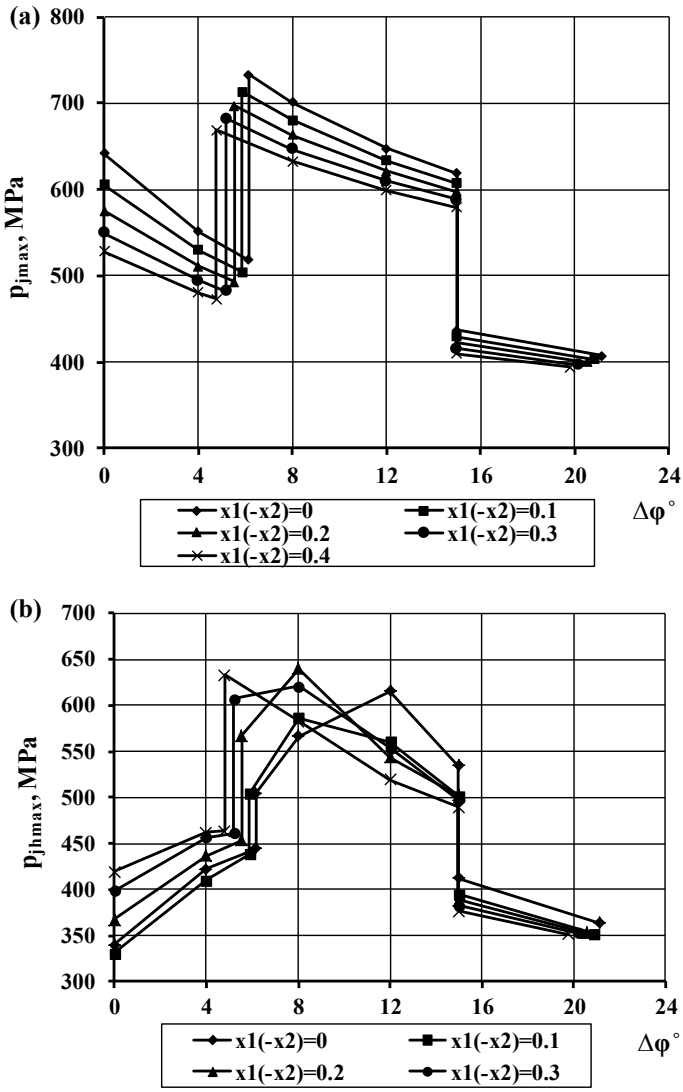 (a)
800
700
600
500
400
300
p_jmax, MPa
0 4 8 12 16 20 24
Δφ°
x1(-x2)=0 x1(-x2)=0.1
x1(-x2)=0.2 x1(-x2)=0.3
x1(-x2)=0.4
(b)
700
650
600
550
500
450
400
350
300
p_jhmax, MPa
0 4 8 12 16 20 24
Δφ°
x1(-x2)=0 x1(-x2)=0.1
x1(-x2)=0.2 x1(-x2)=0.3